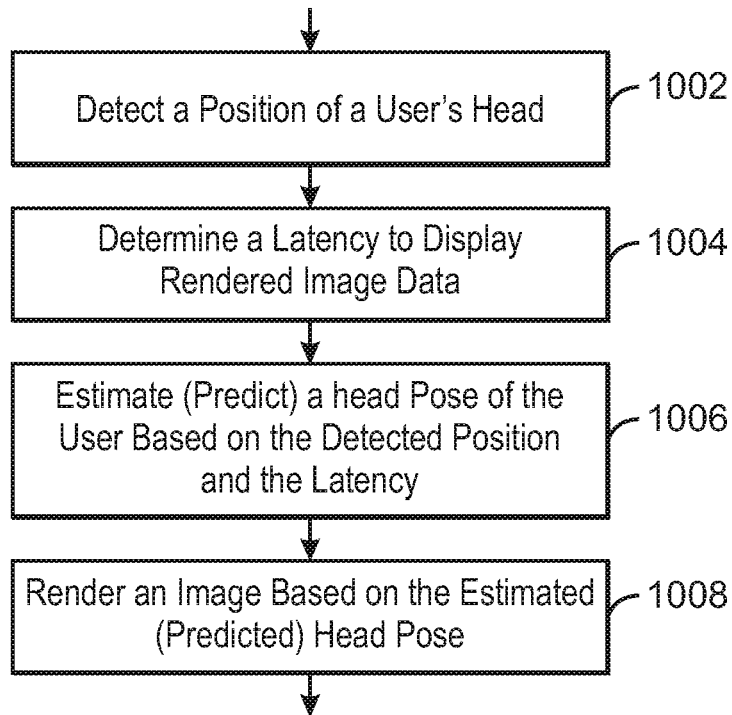 Detect a Position of a User's Head
1002
Determine a Latency to Display
Rendered Image Data
1004
Estimate (Predict) a head Pose of the
User Based on the Detected Position
and the Latency
1006
Render an Image Based on the Estimated
(Predicted) Head Pose
1008